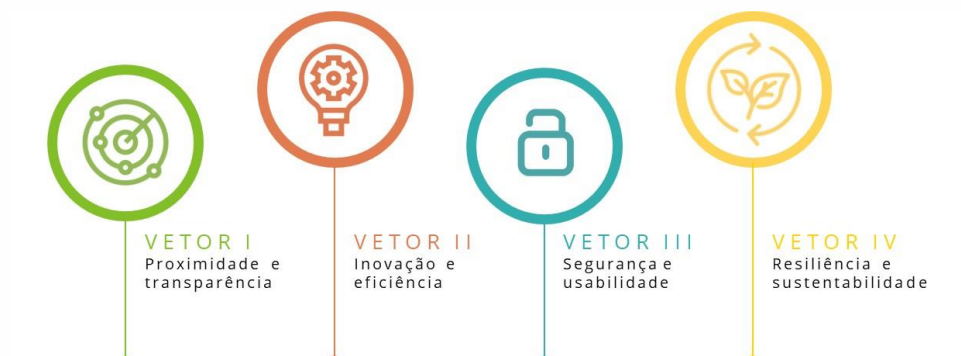 VETOR I
Proximidade e
transparência
VETOR II
Inovação e
eficiência
VETOR III
Segurança e
usabilidade
VETOR IV
Resiliência e
sustentabilidade